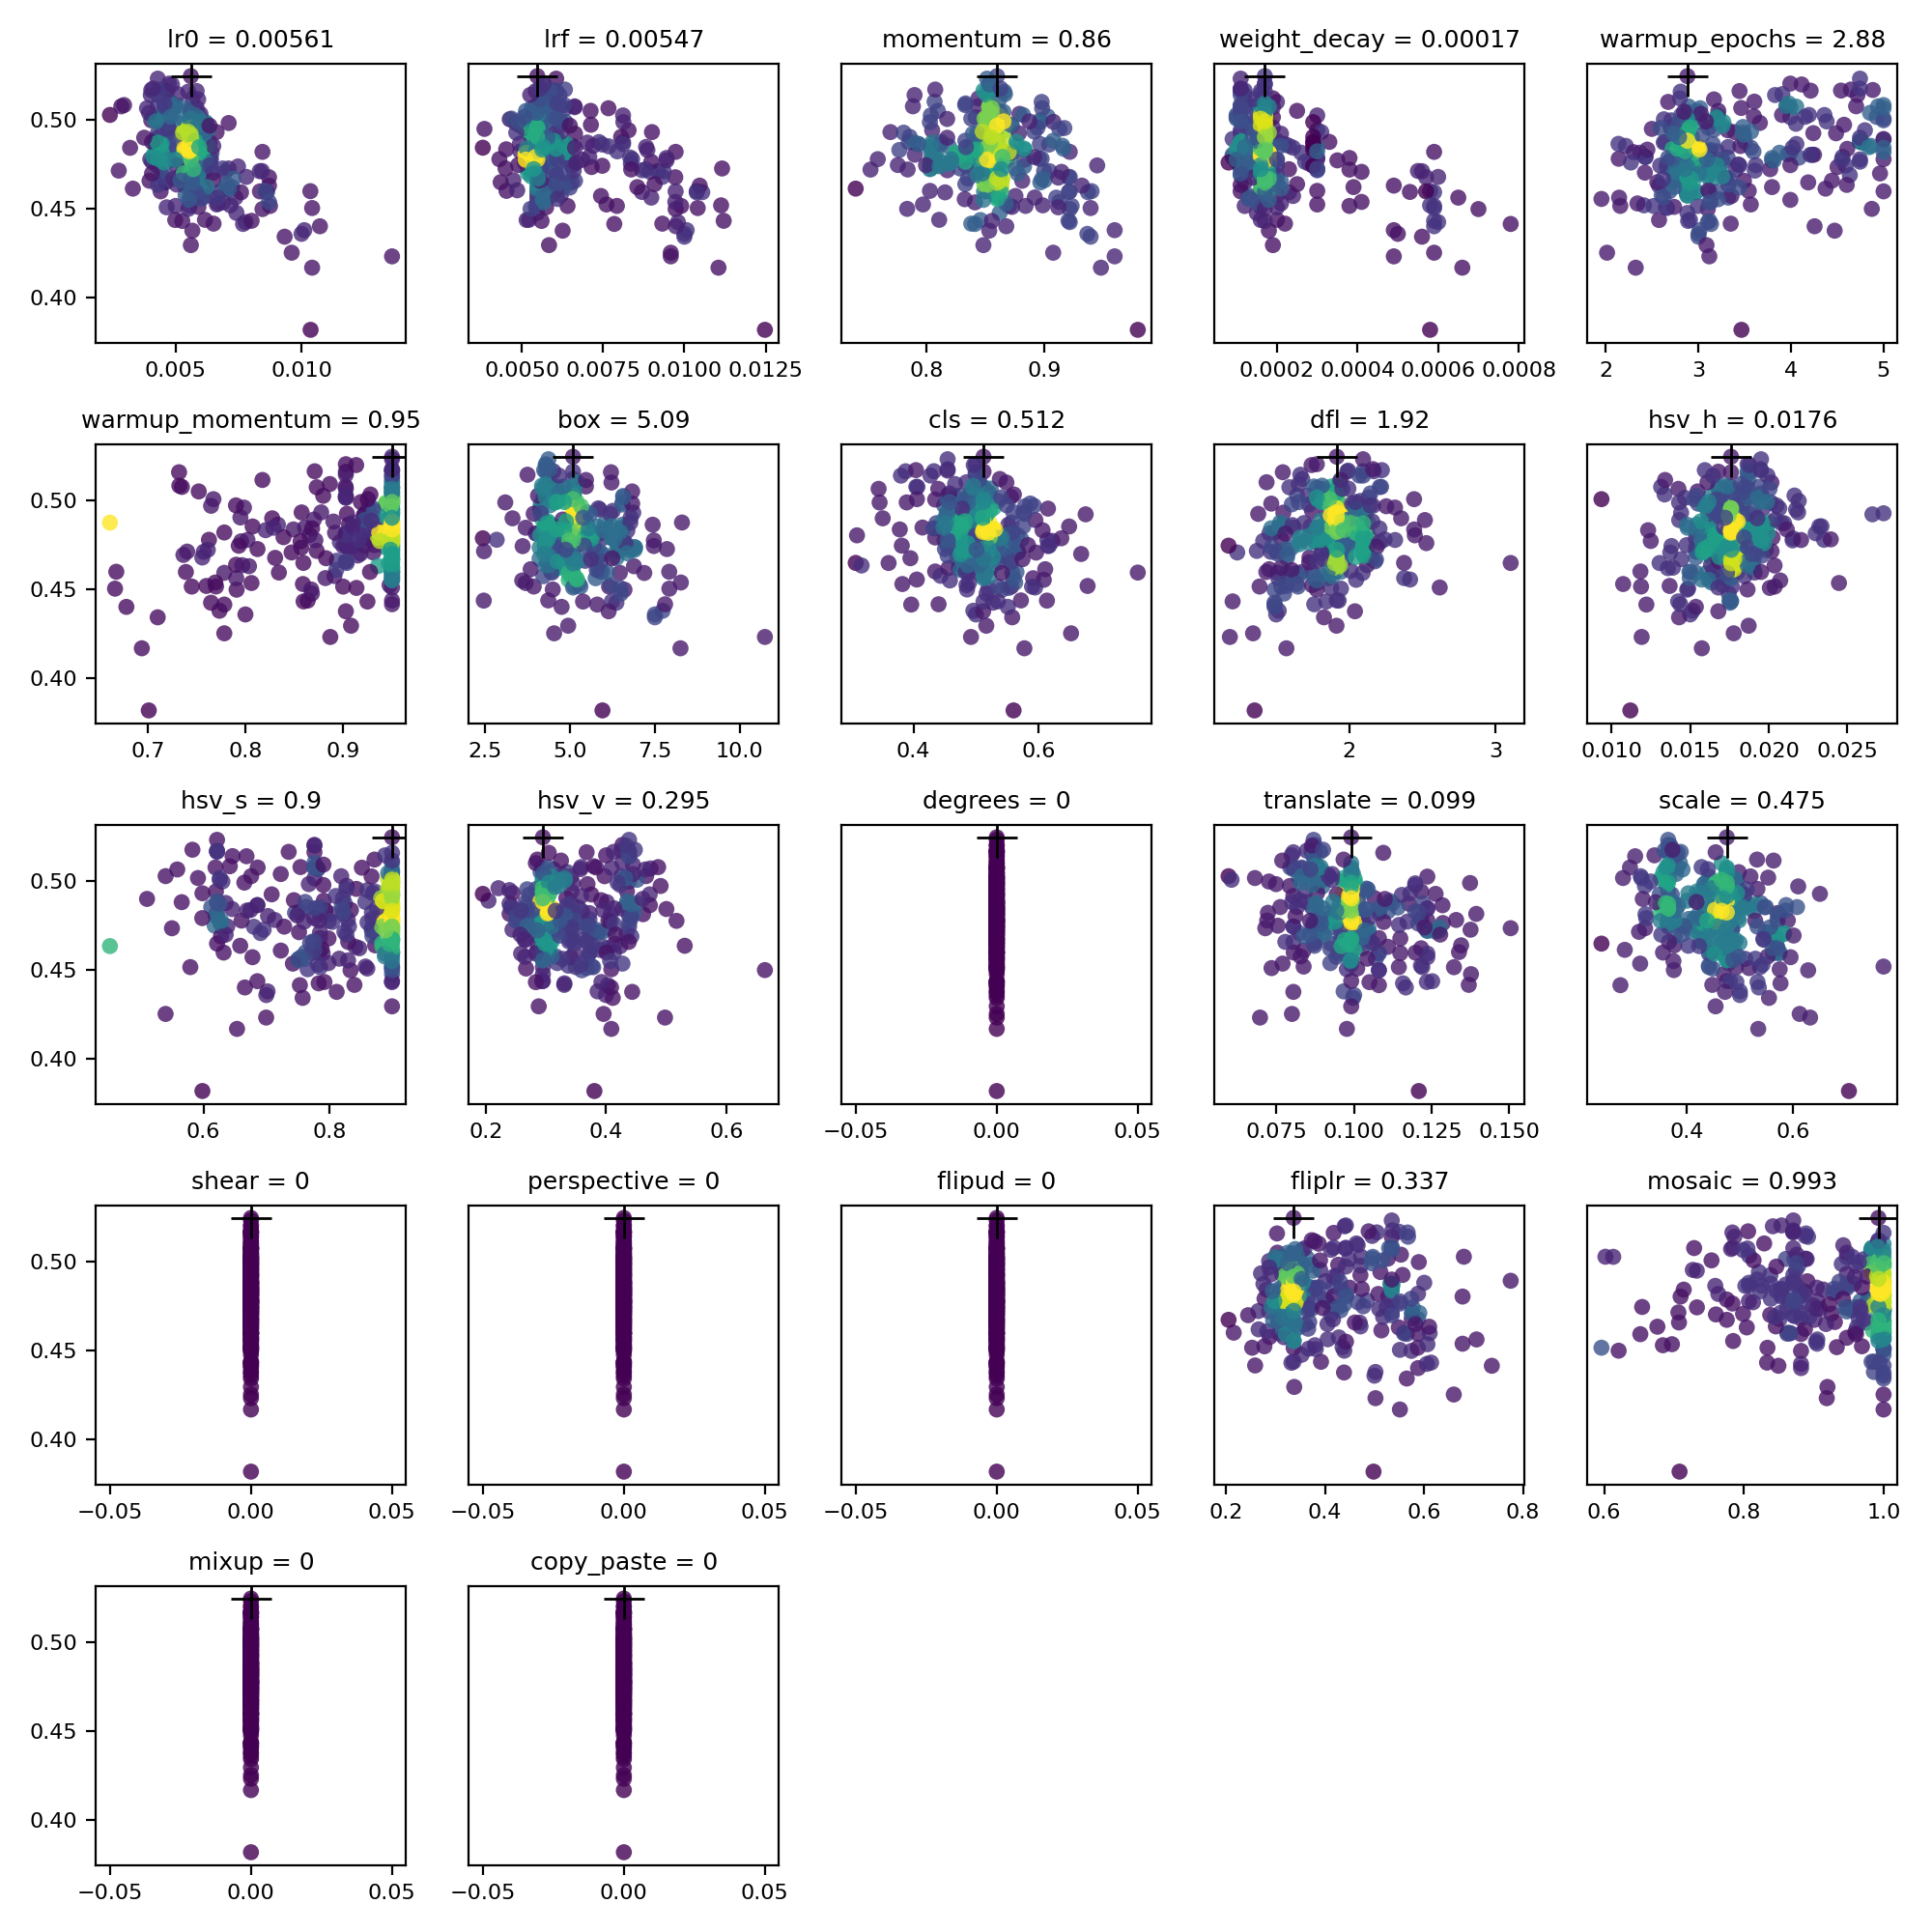 lr0 = 0.00561
lrf = 0.00547
momentum = 0.86
weight_decay = 0.00017
warmup_epochs = 2.88
0.50
0.45
0.40
0.005 0.010
0.0050 0.0075 0.0100 0.0125
0.8 0.9
0.0002 0.0004 0.0006 0.0008
2 3 4 5
warmup_momentum = 0.95
box = 5.09
cls = 0.512
dfl = 1.92
hsv_h = 0.0176
0.50
0.45
0.40
0.7 0.8 0.9
2.5 5.0 7.5 10.0
0.4 0.6
2 3
0.010 0.015 0.020 0.025
hsv_s = 0.9
hsv_v = 0.295
degrees = 0
translate = 0.099
scale = 0.475
0.50
0.45
0.40
0.6 0.8
0.2 0.4 0.6
−0.05 0.00 0.05
0.075 0.100 0.125 0.150
0.4 0.6
shear = 0
perspective = 0
flipud = 0
fliplr = 0.337
mosaic = 0.993
0.50
0.45
0.40
−0.05 0.00 0.05
−0.05 0.00 0.05
−0.05 0.00 0.05
0.2 0.4 0.6 0.8
0.6 0.8 1.0
mixup = 0
copy_paste = 0
0.50
0.45
0.40
−0.05 0.00 0.05
−0.05 0.00 0.05